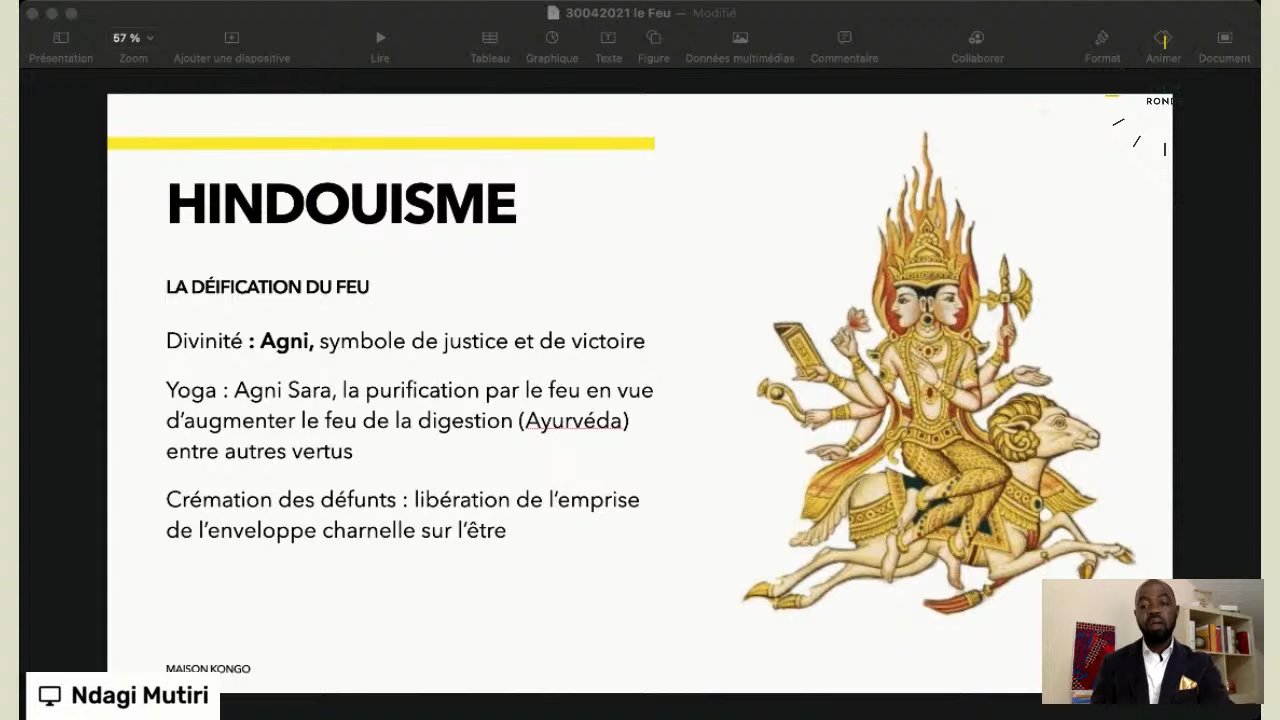 30042021 le Feu — Modifié
57 %
Présentation
Zoom
Ajouter une diapositive
Lire
Tableau
Graphique
Texte
Figure
Données multimédias
Commentaire
Collaborer
Format
Animer
Document
RONDE
HINDOUISME
LA DÉIFICATION DU FEU
Divinité : Agni, symbole de justice et de victoire
Yoga : Agni Sara, la purification par le feu en vue
d’augmenter le feu de la digestion (Ayurvéda)
entre autres vertus
Crémation des défunts : libération de l’emprise
de l’enveloppe charnelle sur l’être
MAISON KONGO
Ndagi Mutiri